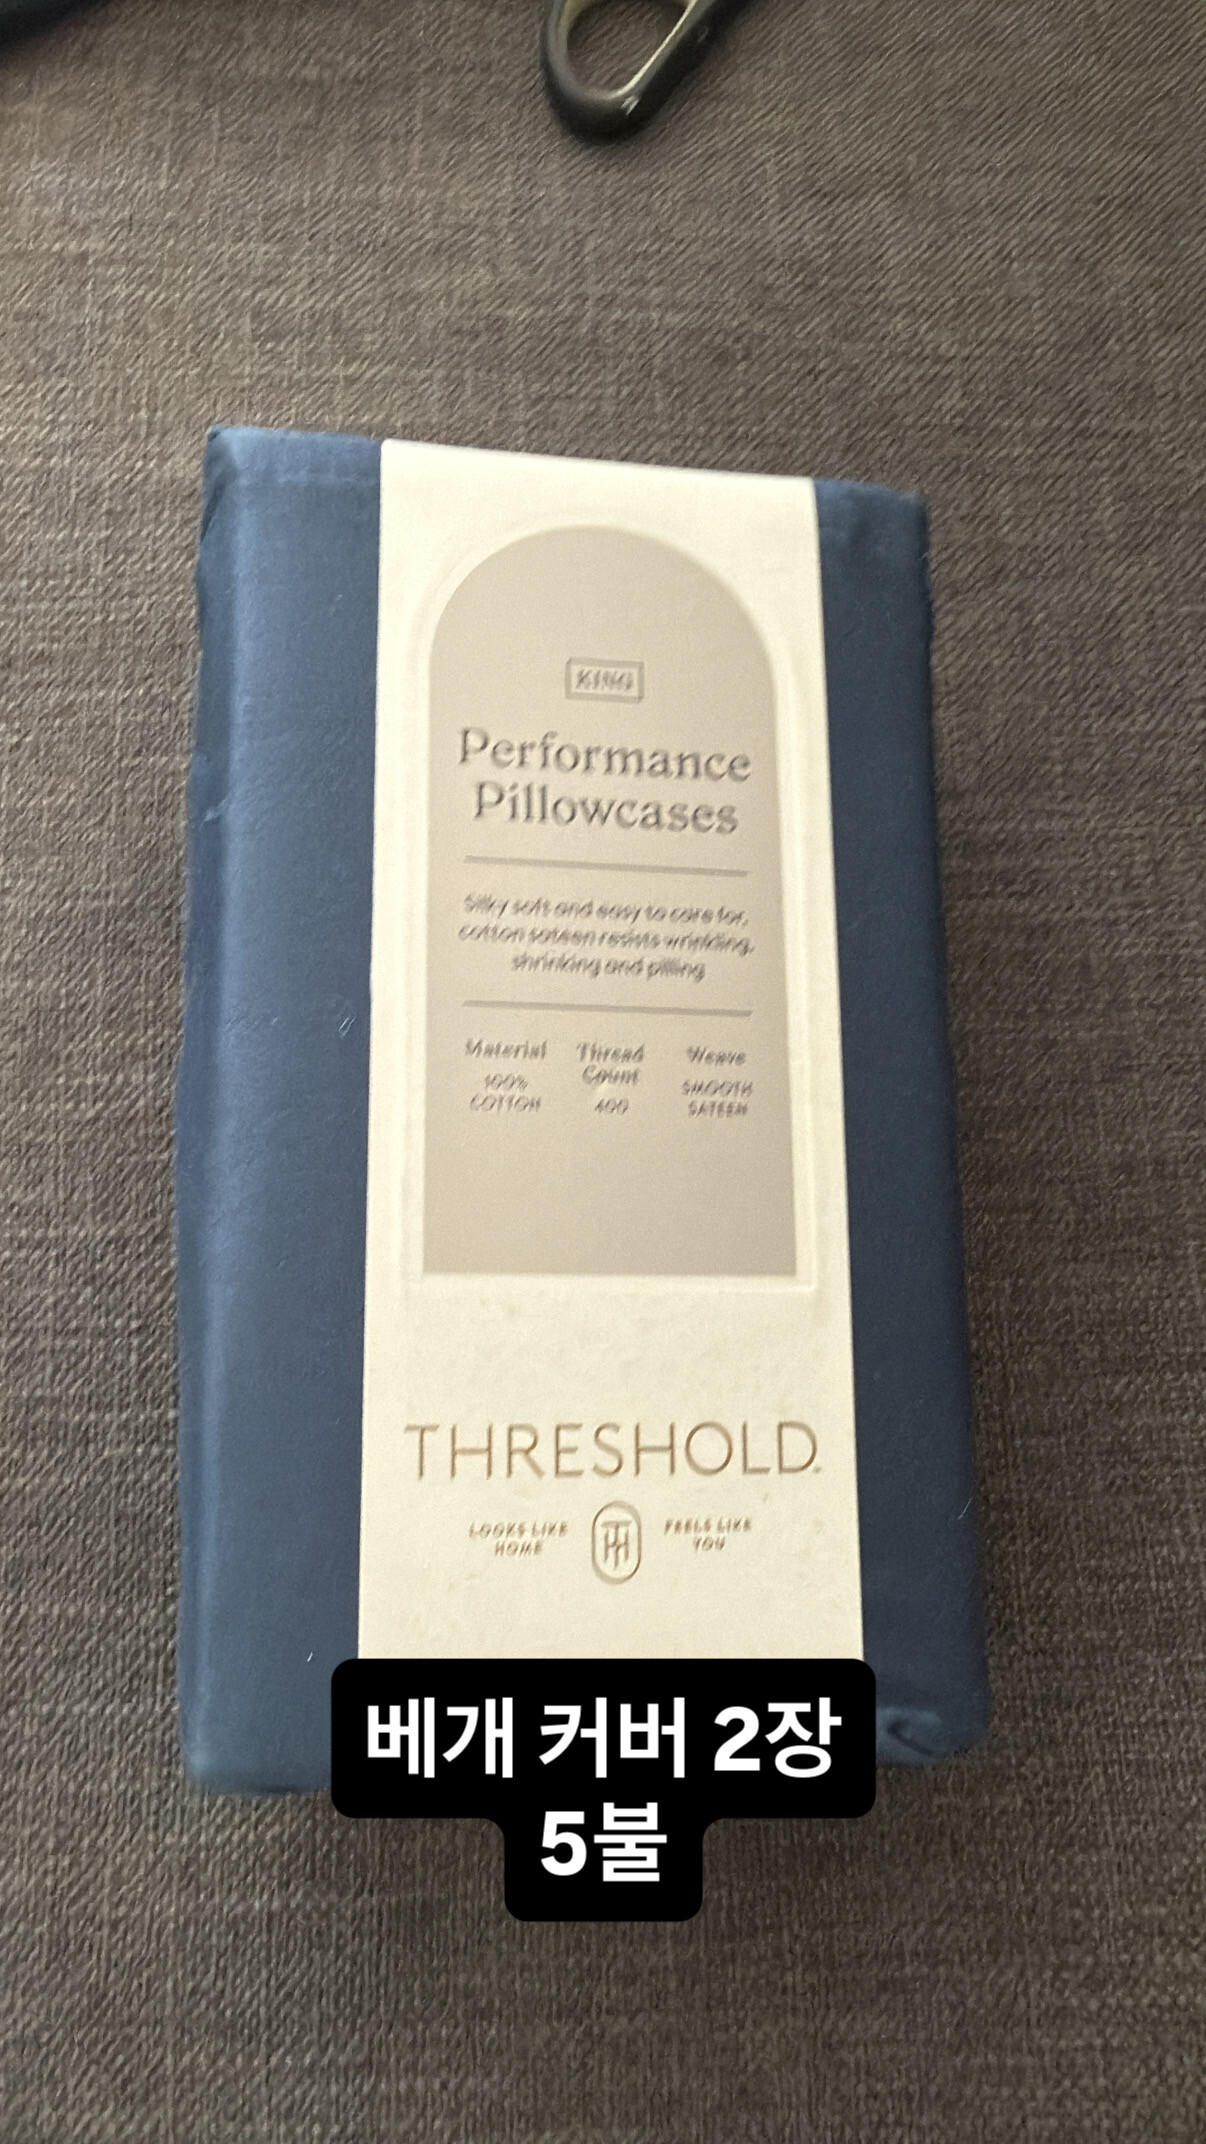 KING
Performance
Pillowcases
Silky soft and easy to care for,
cotton sateen resists wrinkling,
shrinking and pilling
Material
100%
COTTON
Thread
Count
400
Weave
SMOOTH
SATEEN
THRESHOLD.
LOOKS LIKE
HOME
FEELS LIKE
YOU
베개 커버 2장
5불